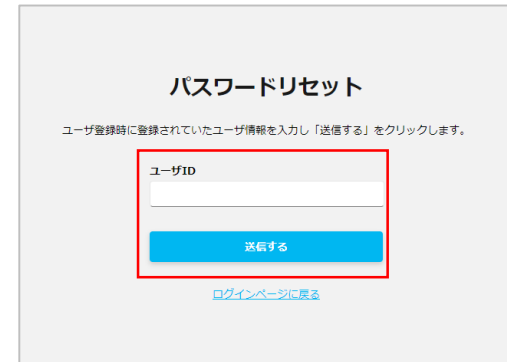 パスワードリセット
ユーザ登録時に登録されていたユーザ情報を入力し「送信する」をクリックします。
ユーザID
送信する
ログインページに戻る